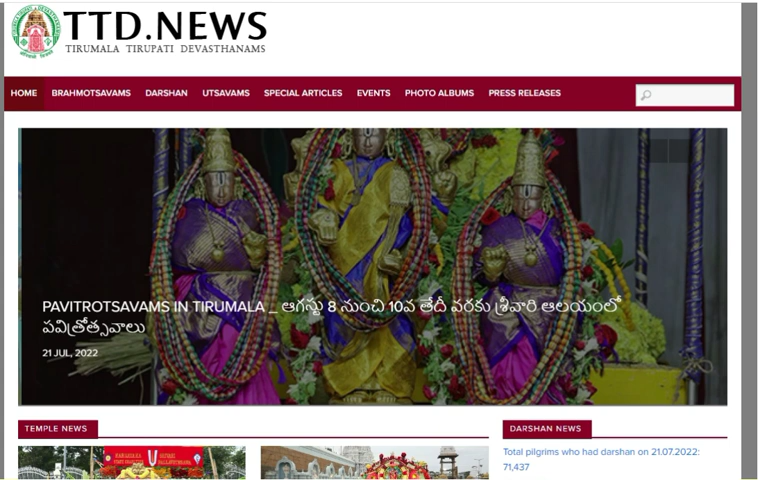 TTD.NEWS
TIRUMALA TIRUPATI DEVASTHANAMS
HOME BRAHMOTSAVAMS DARSHAN UTSAVAMS SPECIAL ARTICLES EVENTS PHOTO ALBUMS PRESS RELEASES
PAVITROTSAVAMS IN TIRUMALA _ ఆగస్టు 8 నుంచి 10వ తేదీ వరకు శ్రీవారి ఆలయంలో
పవిత్రోత్సవాలు
21 JUL, 2022
TEMPLE NEWS
DARSHAN NEWS
Total pilgrims who had darshan on 21.07.2022:
71,437